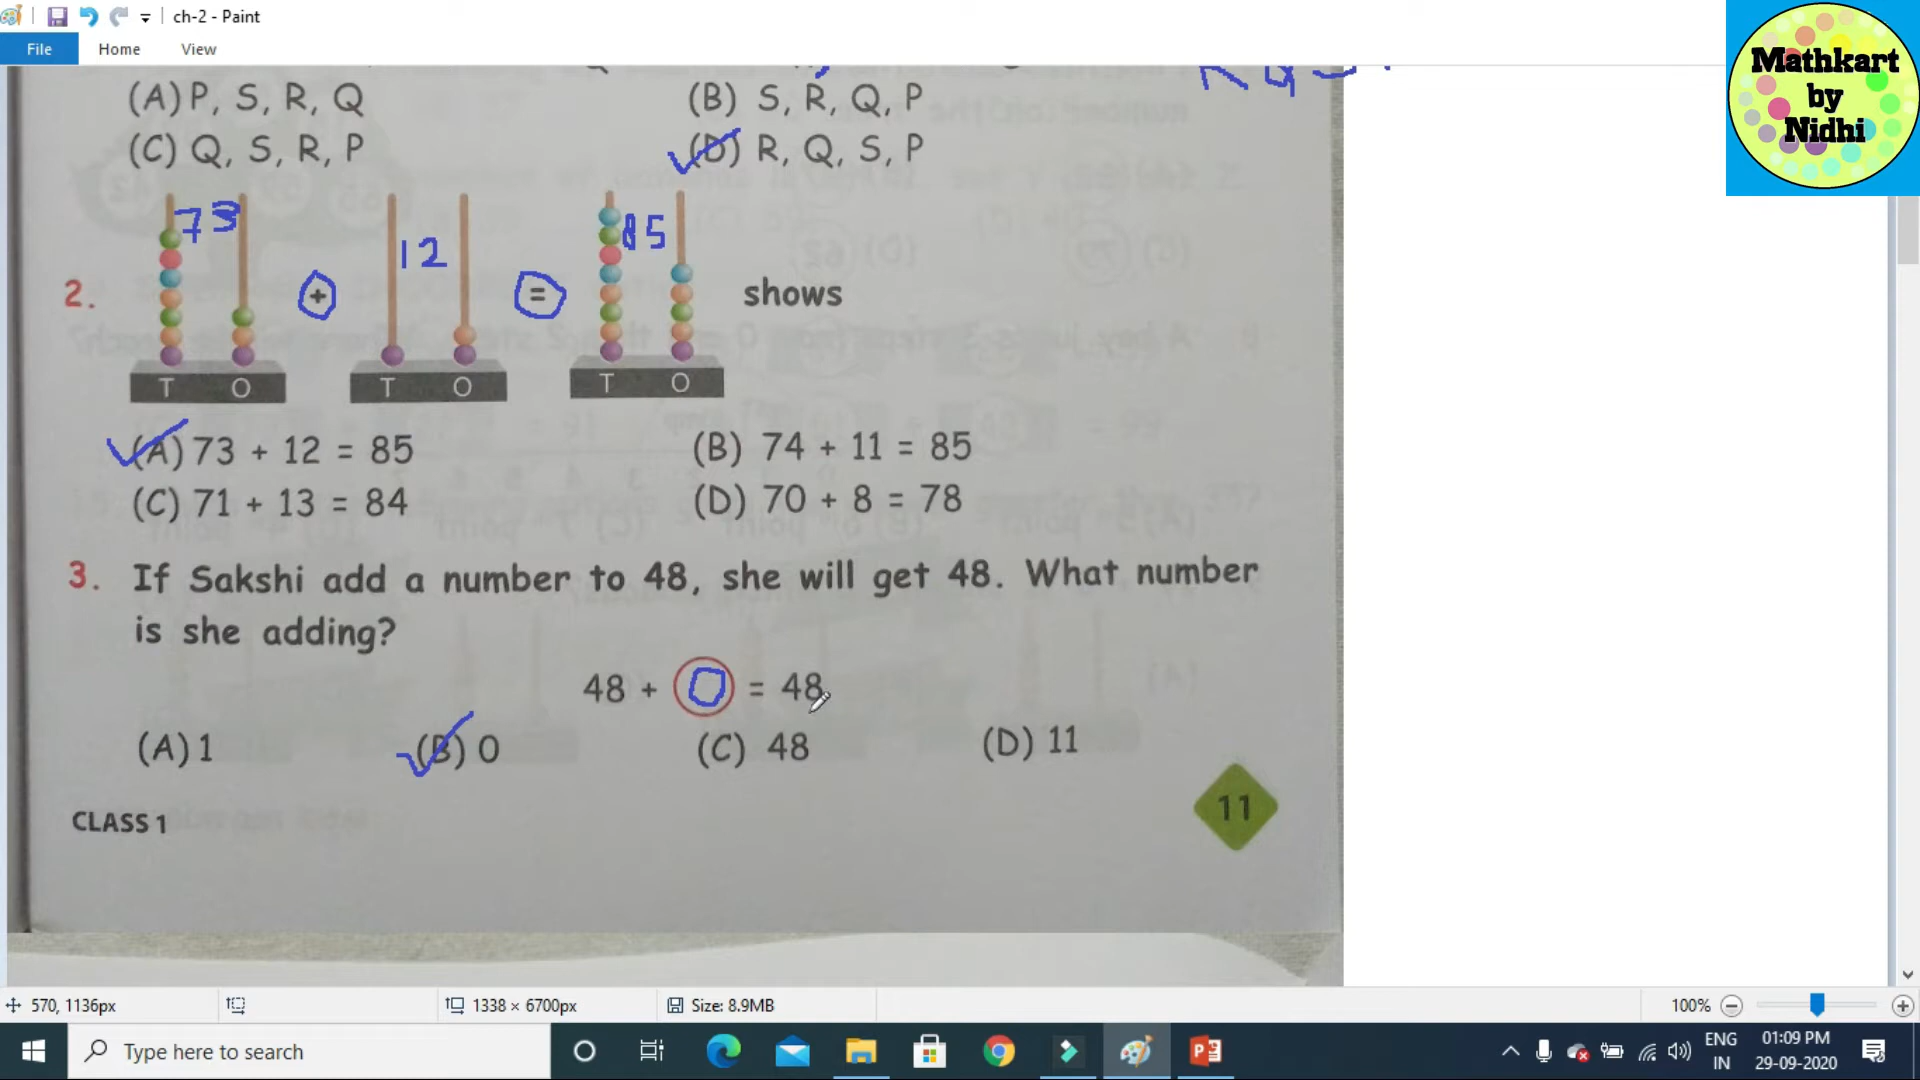 ch-2 - Paint
File Home View
Mathkart
by
Nidhi
(A) P, S, R, Q (B) S, R, Q, P
(C) Q, S, R, P (D) R, Q, S, P
73 12 85
2. + = shows
T O T O T O
(A) 73 + 12 = 85 (B) 74 + 11 = 85
(C) 71 + 13 = 84 (D) 70 + 8 = 78
3. If Sakshi add a number to 48, she will get 48. What number
is she adding?
48 + 0 = 48
(A) 1 (B) 0 (C) 48 (D) 11
CLASS 1 11
570, 1136px 1338 × 6700px Size: 8.9MB 100%
Type here to search ENG 01:09 PM
IN 29-09-2020